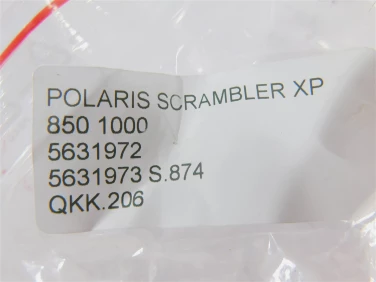 POLARIS SCRAMBLER XP
850 1000
5631972
5631973 S.874
QKK.206